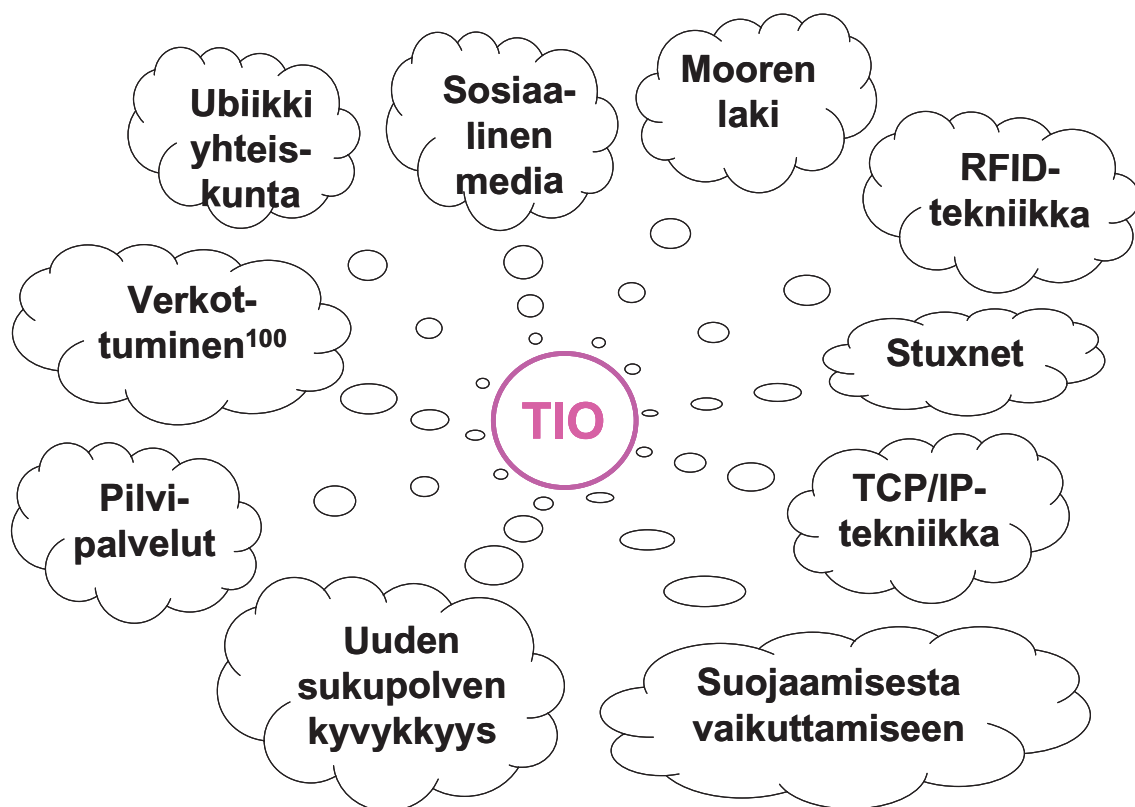 Ubiikki
yhteis-
kunta
Sosiaa-
linen
media
Mooren
laki
RFID-
tekniikka
Verkot-
tuminen¹⁰⁰
Stuxnet
TIO
Pilvi-
palvelut
TCP/IP-
tekniikka
Uuden
sukupolven
kyvykkyys
Suojaamisesta
vaikuttamiseen